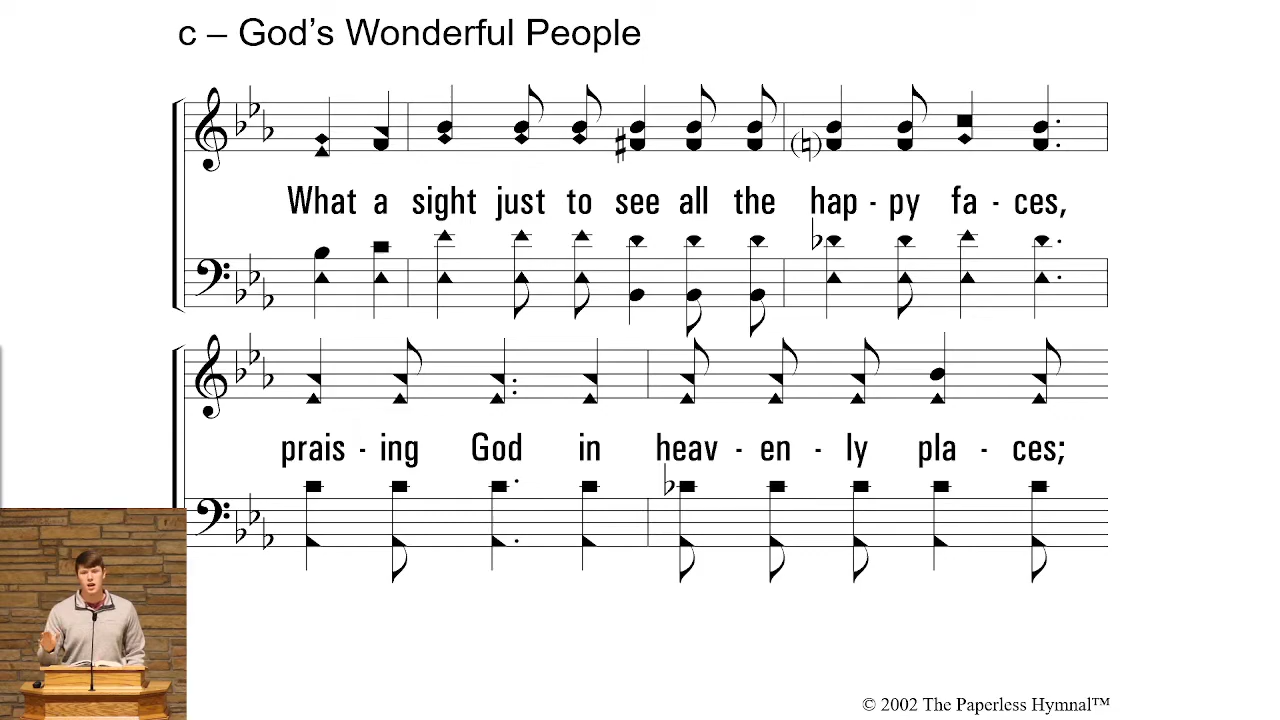 c – God's Wonderful People
What a sight just to see all the hap - py fa - ces,
prais - ing God in heav - en - ly pla - ces;
© 2002 The Paperless Hymnal™